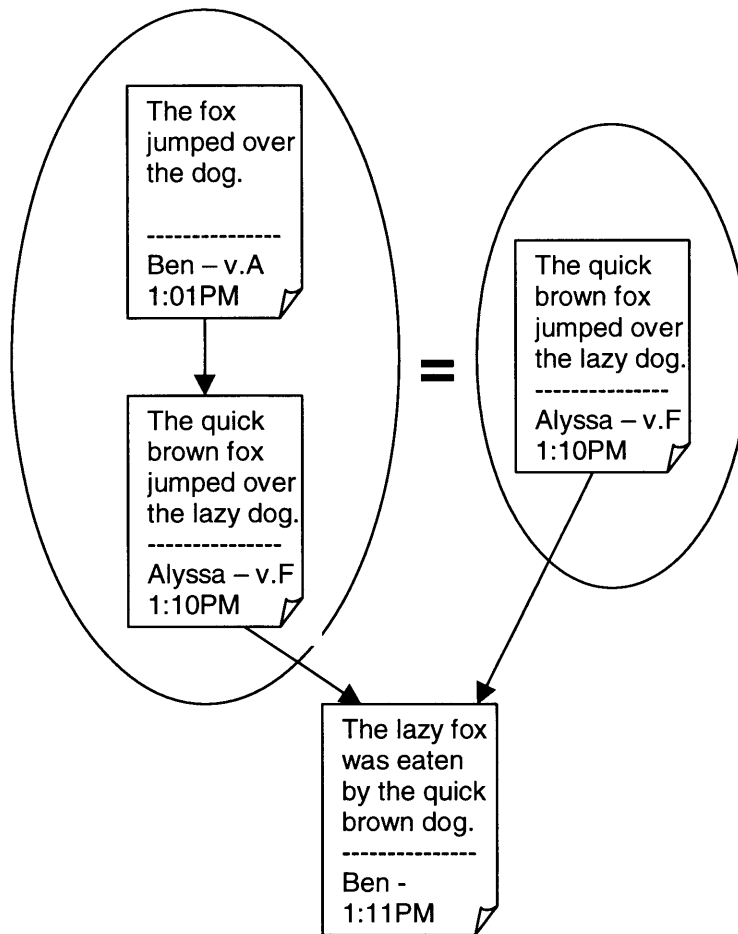 The fox
jumped over
the dog.
----------------
Ben – v.A
1:01PM
The quick
brown fox
jumped over
the lazy dog.
----------------
Alyssa – v.F
1:10PM
=
The quick
brown fox
jumped over
the lazy dog.
----------------
Alyssa – v.F
1:10PM
The lazy fox
was eaten
by the quick
brown dog.
----------------
Ben -
1:11PM